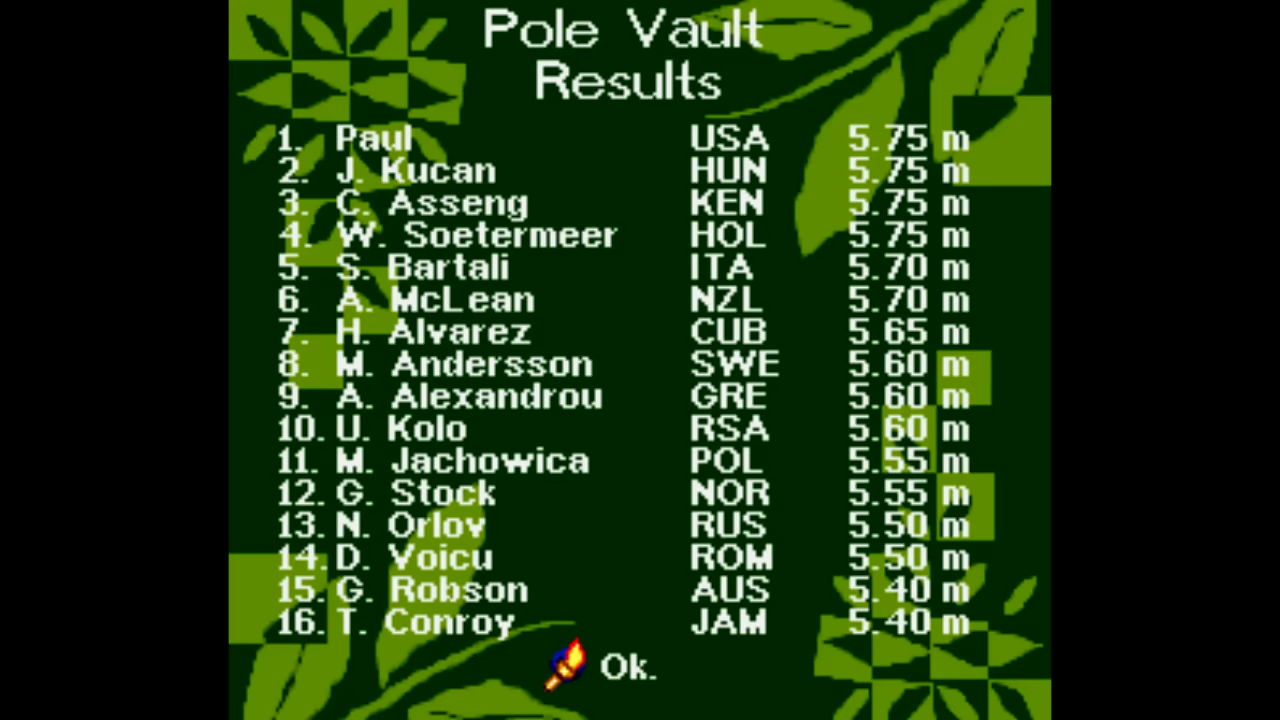 Pole Vault
Results
1. Paul USA 5.75 m
2. J. Kucan HUN 5.75 m
3. C. Asseng KEN 5.75 m
4. W. Soetermeer HOL 5.75 m
5. S. Bartali ITA 5.70 m
6. A. McLean NZL 5.70 m
7. H. Alvarez CUB 5.65 m
8. M. Andersson SWE 5.60 m
9. A. Alexandrou GRE 5.60 m
10. U. Kolo RSA 5.60 m
11. M. Jachowica POL 5.55 m
12. G. Stock NOR 5.55 m
13. N. Orlov RUS 5.50 m
14. D. Voicu ROM 5.50 m
15. G. Robson AUS 5.40 m
16. T. Conroy JAM 5.40 m
Ok.